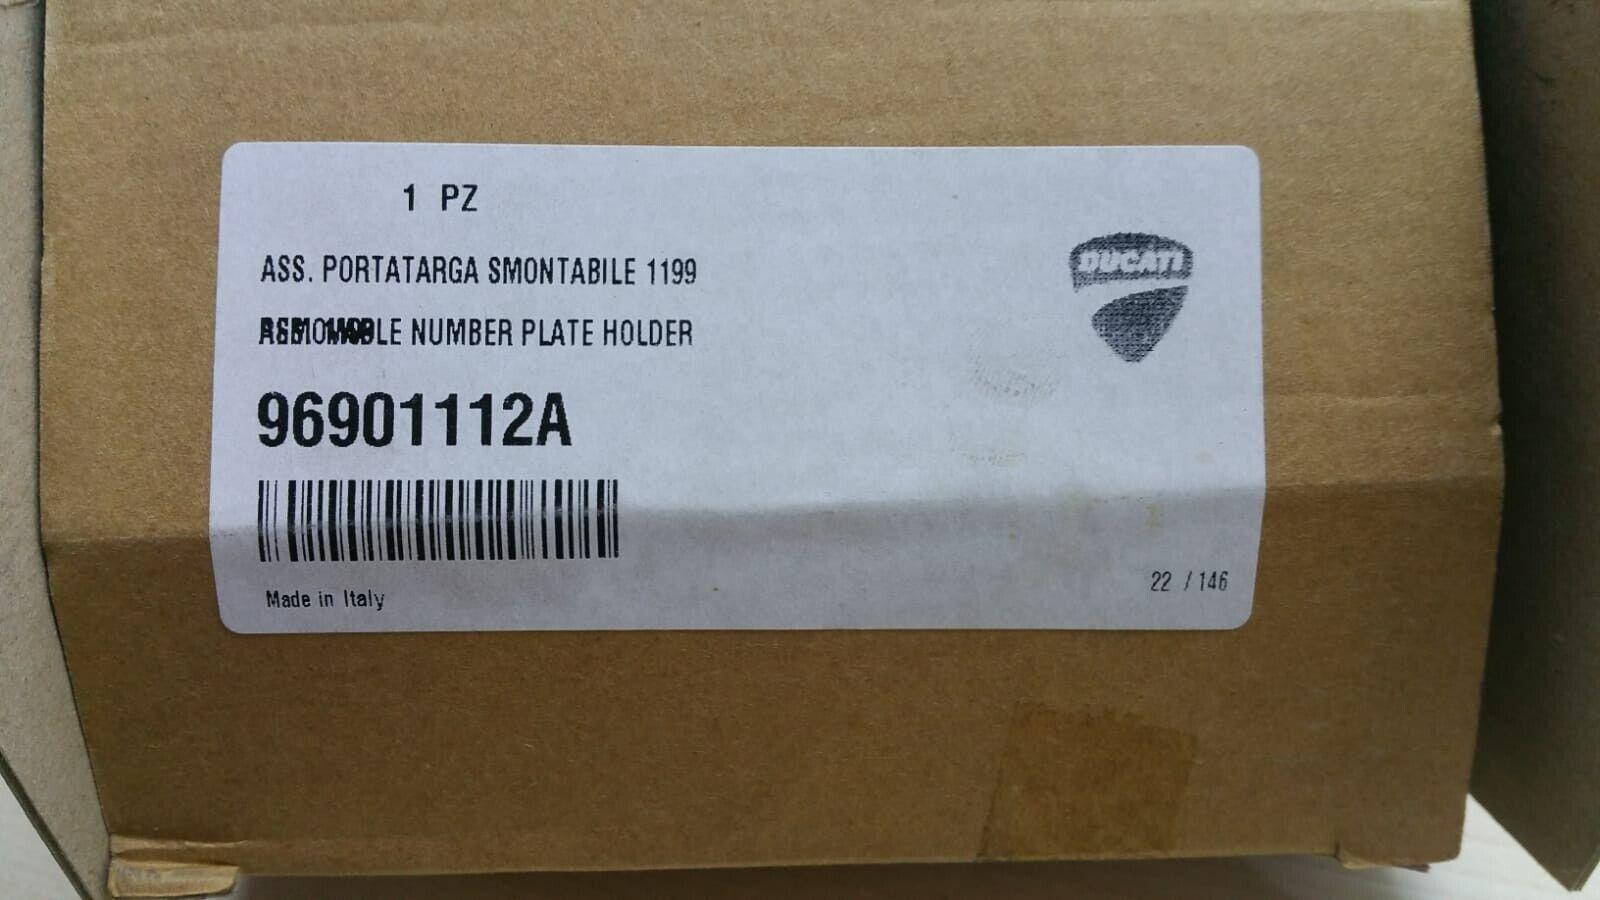 1 PZ
ASS. PORTATARGA SMONTABILE 1199
DUCATI
NUMBER PLATE HOLDER
96901112A
Made in Italy
22 / 146